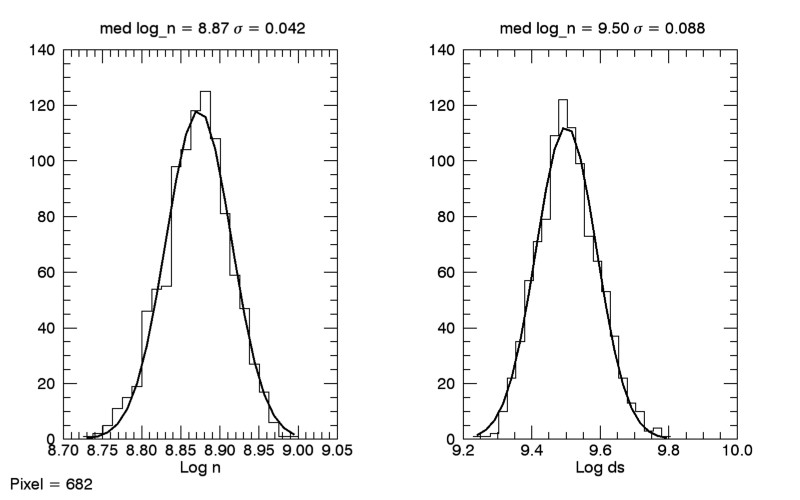 med log_n = 8.87 σ = 0.042
140
120
100
80
60
40
20
0
8.70 8.75 8.80 8.85 8.90 8.95 9.00 9.05
Log n
med log_n = 9.50 σ = 0.088
140
120
100
80
60
40
20
0
9.2 9.4 9.6 9.8 10.0
Log ds
Pixel = 682